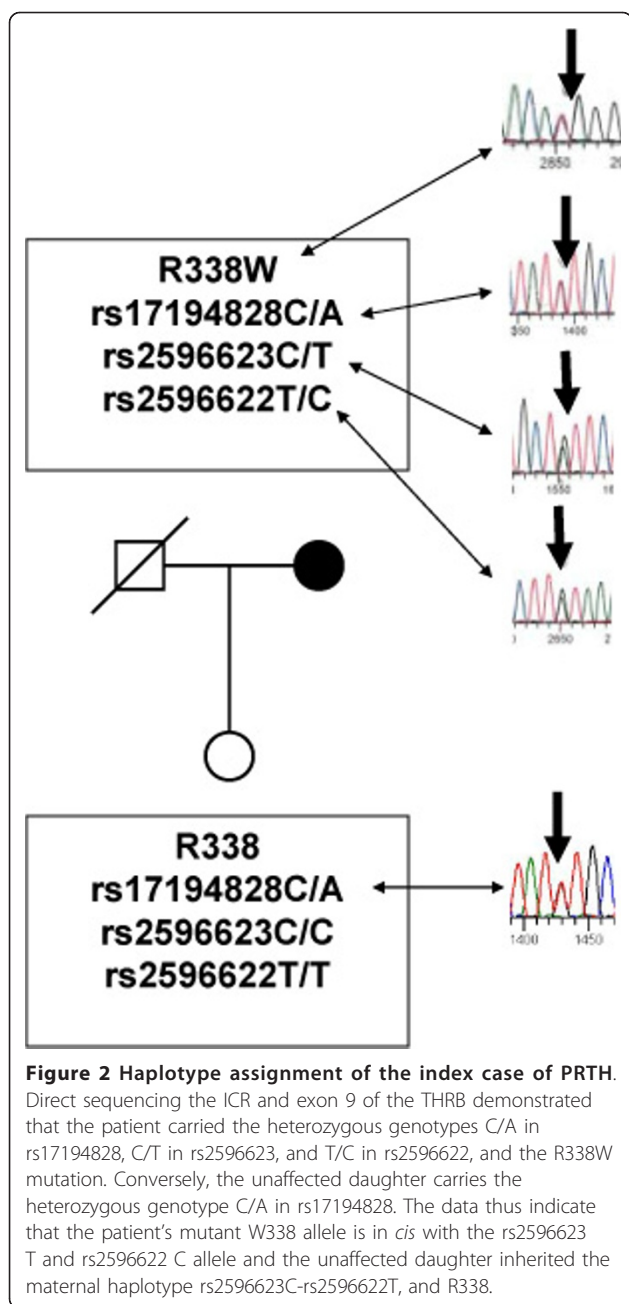 2650 20
R338W
rs17194828C/A
rs2596623C/T
rs2596622T/C
350 1400
1550 16
2650 2
R338
rs17194828C/A
rs2596623C/C
rs2596622T/T
1400 1450
Figure 2 Haplotype assignment of the index case of PRTH.
Direct sequencing the ICR and exon 9 of the THRB demonstrated
that the patient carried the heterozygous genotypes C/A in
rs17194828, C/T in rs2596623, and T/C in rs2596622, and the R338W
mutation. Conversely, the unaffected daughter carries the
heterozygous genotype C/A in rs17194828. The data thus indicate
that the patient's mutant W338 allele is in cis with the rs2596623
T and rs2596622 C allele and the unaffected daughter inherited the
maternal haplotype rs2596623C-rs2596622T, and R338.